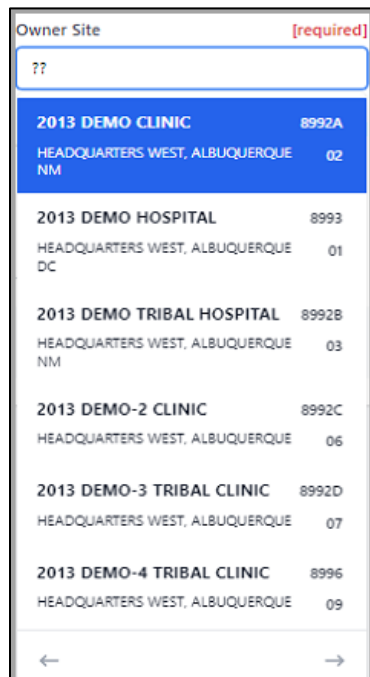 Owner Site [required]
??
2013 DEMO CLINIC 8992A
HEADQUARTERS WEST, ALBUQUERQUE 02
NM
2013 DEMO HOSPITAL 8993
HEADQUARTERS WEST, ALBUQUERQUE 01
DC
2013 DEMO TRIBAL HOSPITAL 8992B
HEADQUARTERS WEST, ALBUQUERQUE 03
NM
2013 DEMO-2 CLINIC 8992C
HEADQUARTERS WEST, ALBUQUERQUE 06
2013 DEMO-3 TRIBAL CLINIC 8992D
HEADQUARTERS WEST, ALBUQUERQUE 07
2013 DEMO-4 TRIBAL CLINIC 8996
HEADQUARTERS WEST, ALBUQUERQUE 09